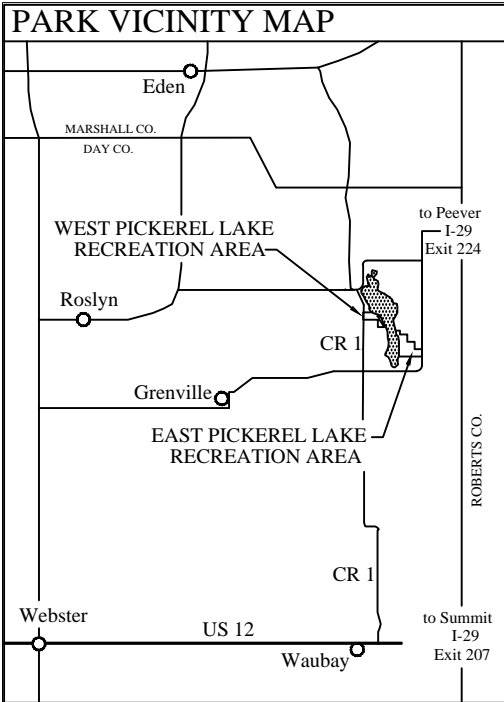 PARK VICINITY MAP
Eden
MARSHALL CO.
DAY CO.
to Peever
I-29
Exit 224
WEST PICKEREL LAKE
RECREATION AREA
Roslyn
CR 1
Grenville
EAST PICKEREL LAKE
RECREATION AREA
ROBERTS CO.
CR 1
Webster
US 12
Waubay
to Summit
I-29
Exit 207